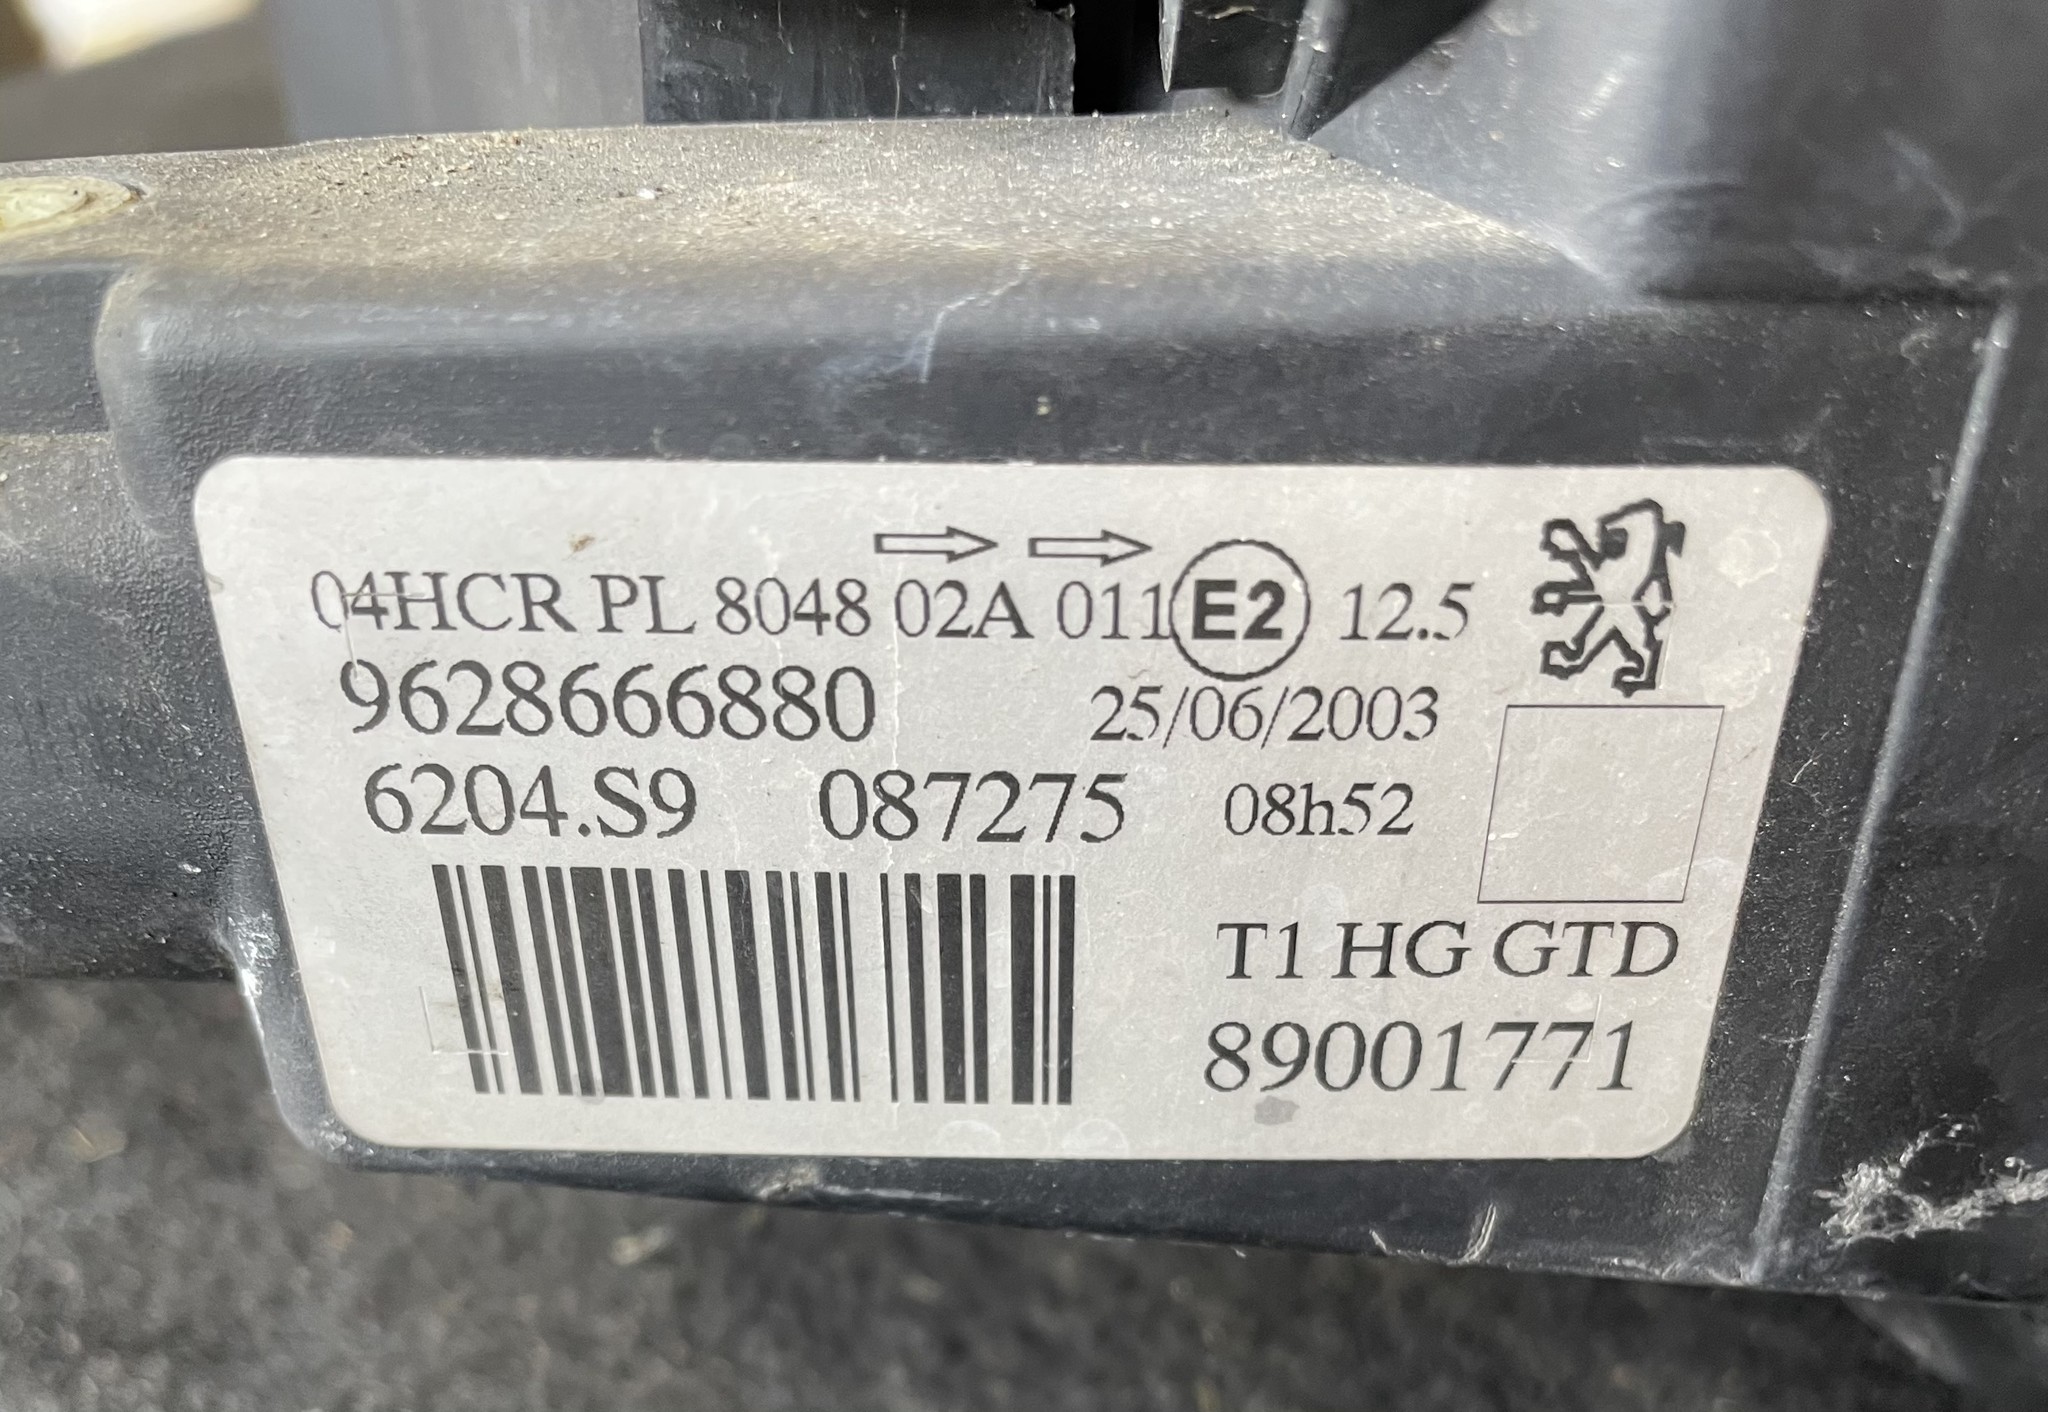 04HCR PL 8048 02A 011 E2 12.5
9628666880 25/06/2003
6204.S9 087275 08h52
T1 HG GTD
89001771